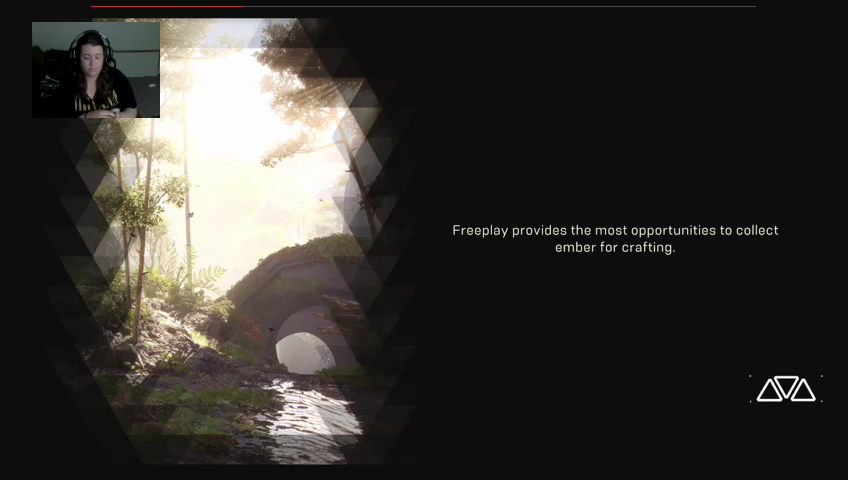 Freeplay provides the most opportunities to collect
ember for crafting.